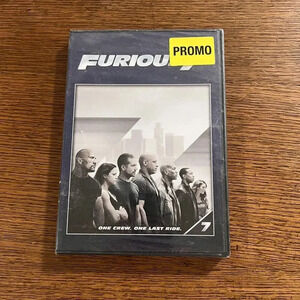 PROMO
FURIOUS
ONE CREW. ONE LAST RIDE.
7